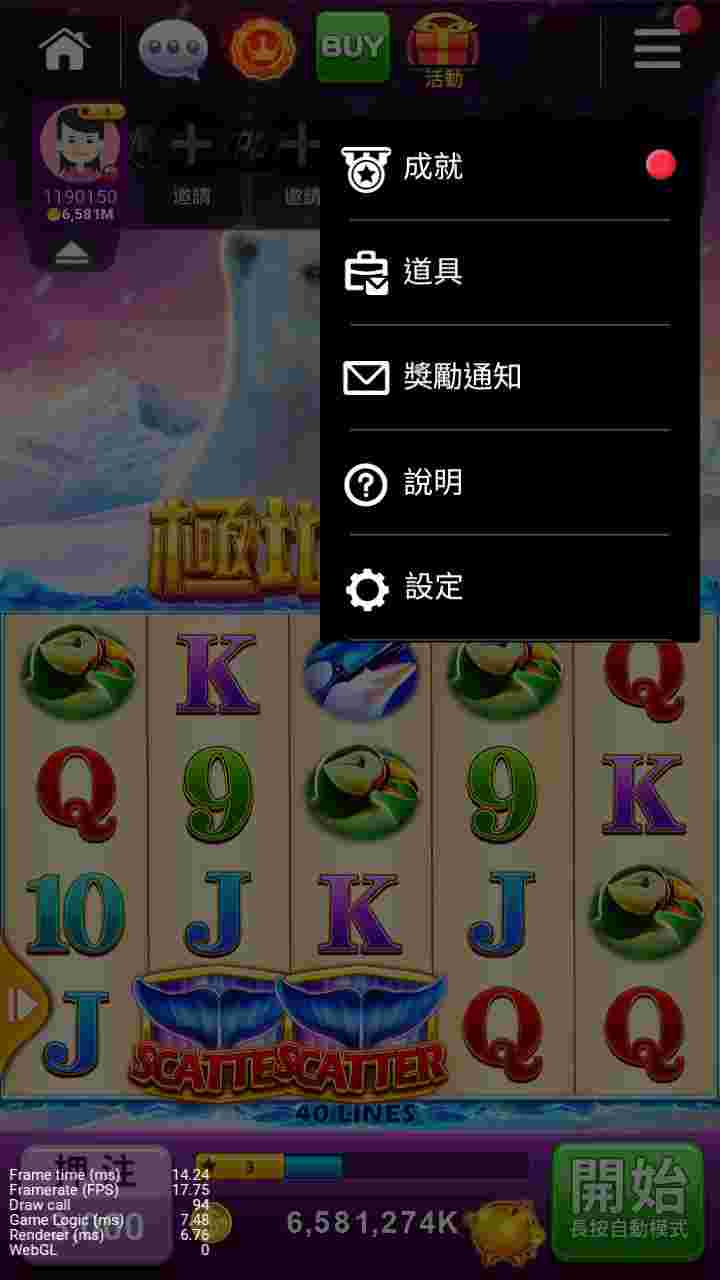 BUY
活動
1190150
6,581M
邀請
成就
道具
獎勵通知
說明
設定
K
Q
Q
9
9
K
10
J
K
J
J
SCATTE
SCATTER
Q
Q
40 LINES
押注
3
開始
長按自動模式
6,581,274K
Frame time (ms) 14.24
Framerate (FPS) 17.75
Draw call 94
Game Logic (ms) 7.48
Renderer (ms) 6.76
WebGL 0